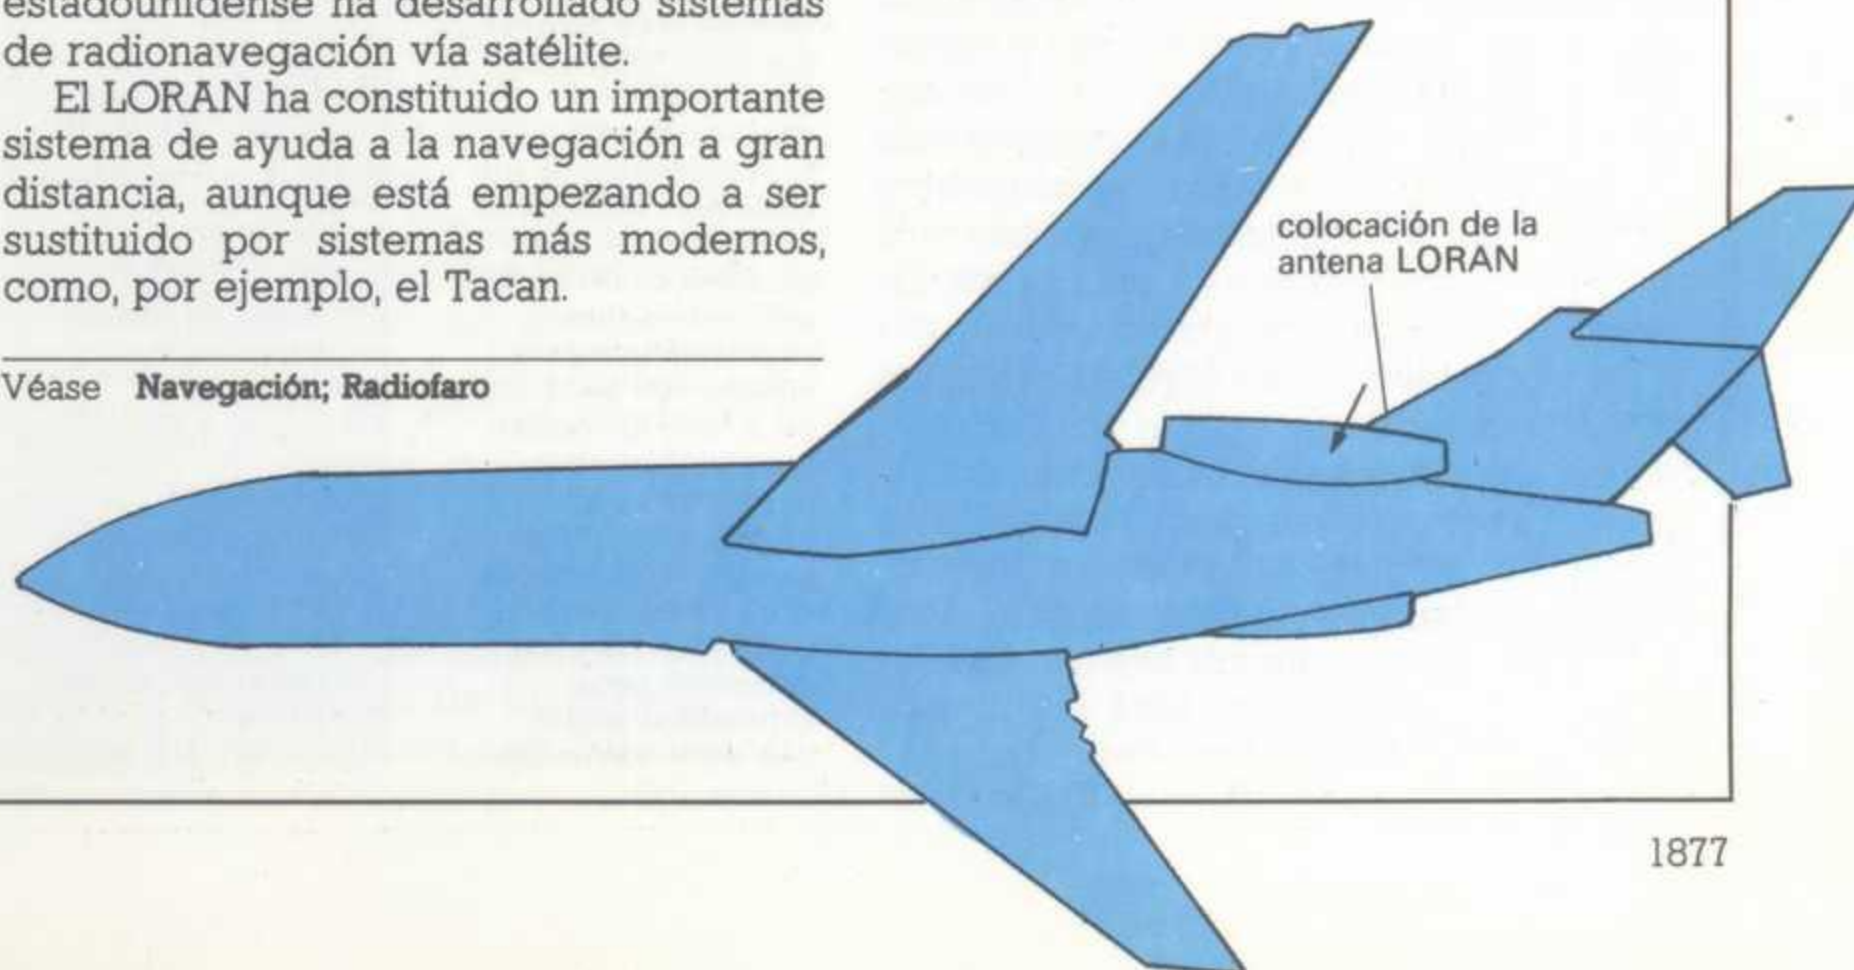 estadounidense ha desarrollado sistemas
de radionavegación vía satélite.
El LORAN ha constituido un importante
sistema de ayuda a la navegación a gran
distancia, aunque está empezando a ser
sustituido por sistemas más modernos,
como, por ejemplo, el Tacan.
Véase Navegación; Radiofaro
colocación de la
antena LORAN
1877